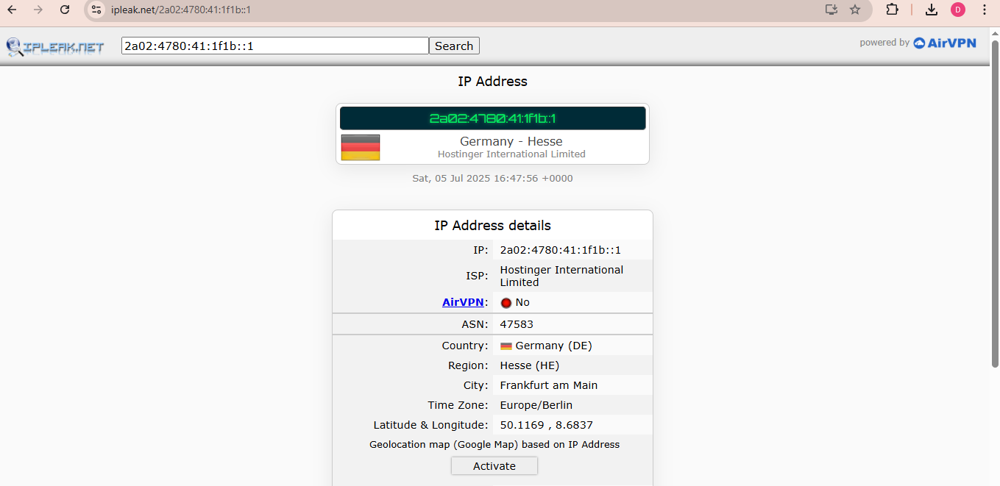 ipleak.net/2a02:4780:41:1f1b::1
D
IPLEAK.NET
2a02:4780:41:1f1b::1
Search
powered by AirVPN
IP Address
2a02:4780:41:1f1b::1
Germany - Hesse
Hostinger International Limited
Sat, 05 Jul 2025 16:47:56 +0000
IP Address details
IP: 2a02:4780:41:1f1b::1
ISP: Hostinger International
Limited
AirVPN: No
ASN: 47583
Country: Germany (DE)
Region: Hesse (HE)
City: Frankfurt am Main
Time Zone: Europe/Berlin
Latitude & Longitude: 50.1169 , 8.6837
Geolocation map (Google Map) based on IP Address
Activate